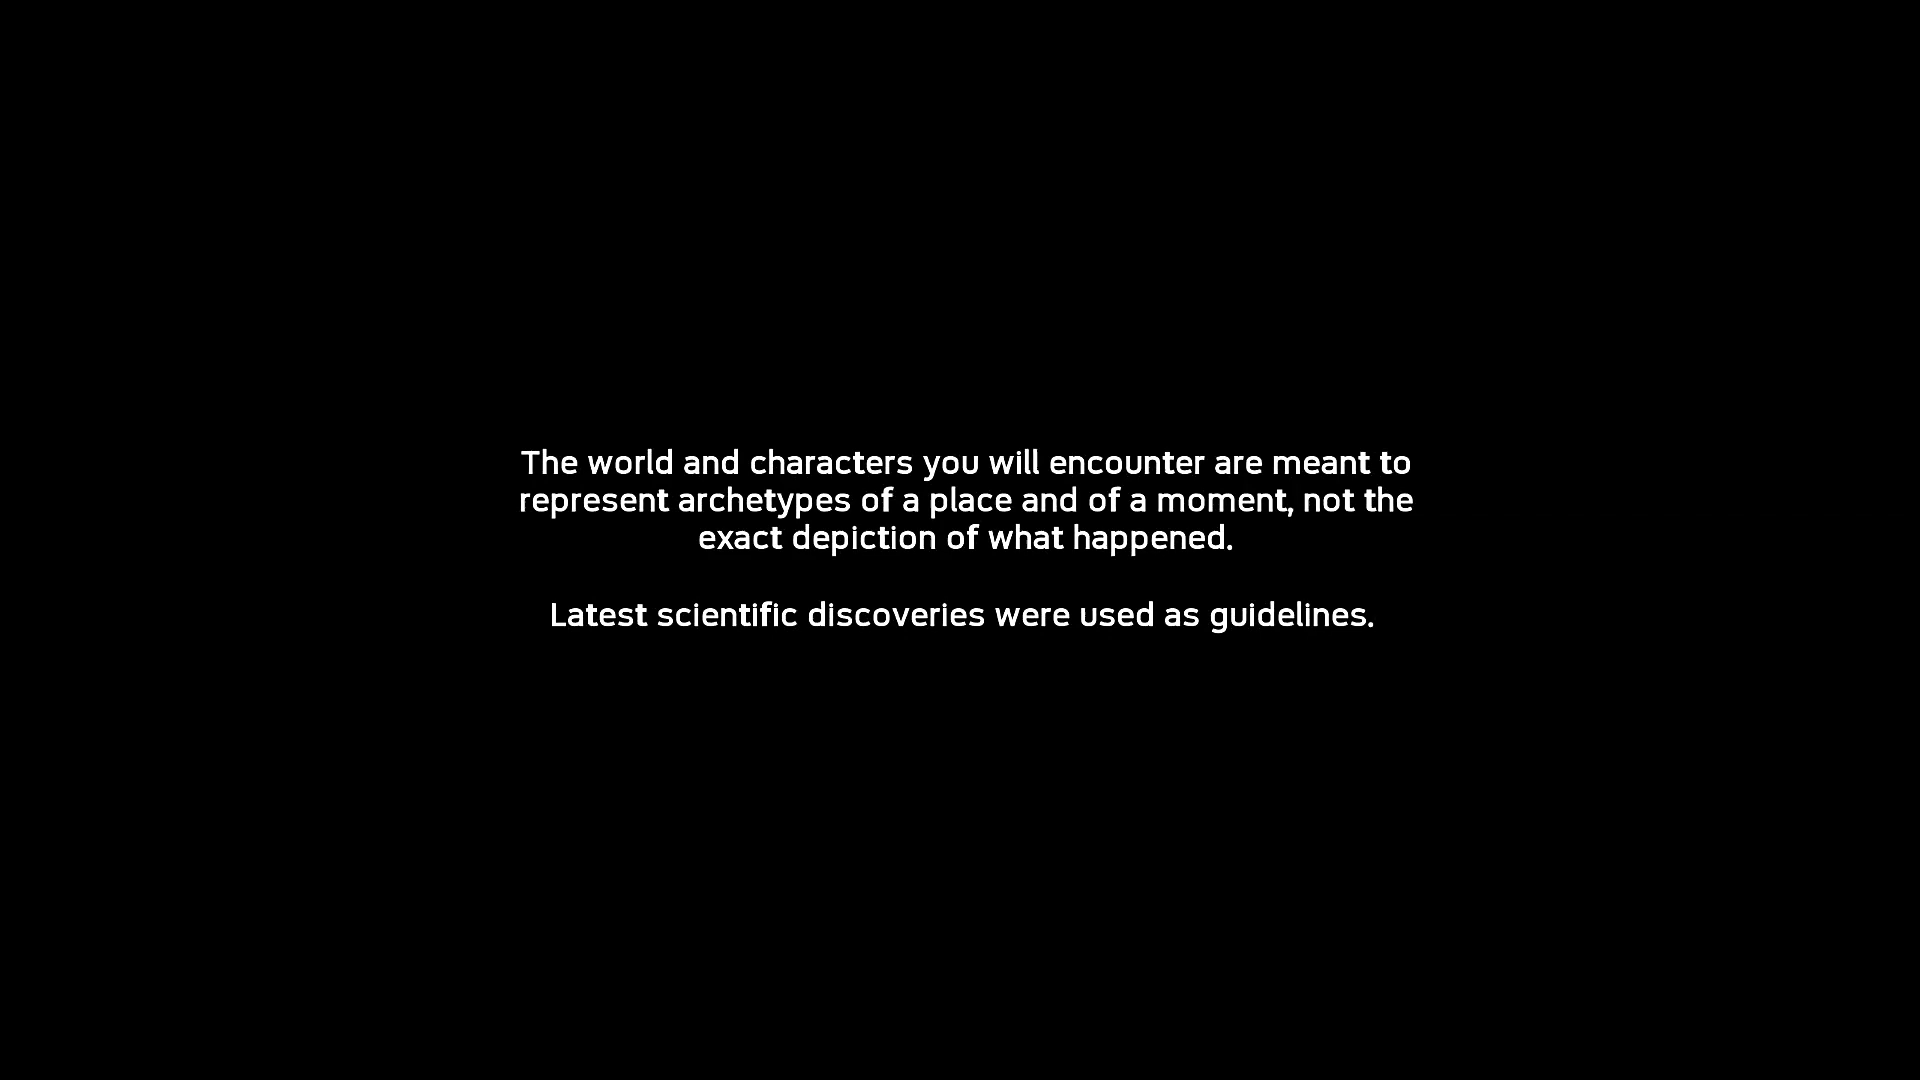 The world and characters you will encounter are meant to
represent archetypes of a place and of a moment, not the
exact depiction of what happened.
Latest scientific discoveries were used as guidelines.